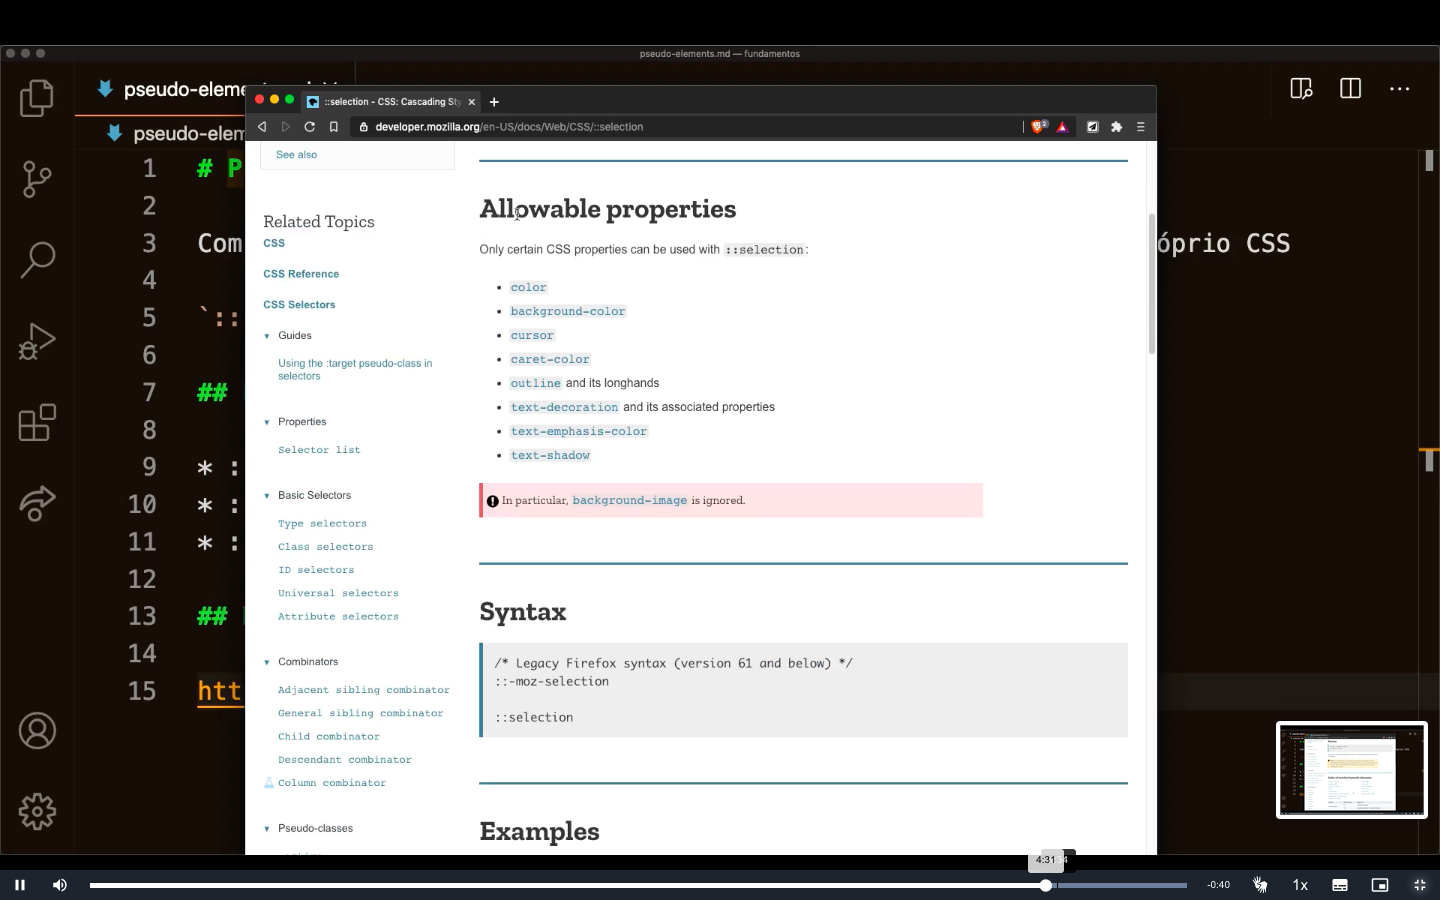 pseudo-elements.md — fundamentos
pseudo-eleme
pseudo-elem
::selection - CSS: Cascading Sty
developer.mozilla.org/en-US/docs/Web/CSS/::selection
1 # P
2
3 Com
óprio CSS
4
5 `::
6
7 ##
8
9 * :
10 * :
11 * :
12
13 ##
14
15 htt
See also
Related Topics
CSS
CSS Reference
CSS Selectors
Guides
Using the :target pseudo-class in
selectors
Properties
Selector list
Basic Selectors
Type selectors
Class selectors
ID selectors
Universal selectors
Attribute selectors
Combinators
Adjacent sibling combinator
General sibling combinator
Child combinator
Descendant combinator
Column combinator
Pseudo-classes
Allowable properties
Only certain CSS properties can be used with ::selection:
• color
• background-color
• cursor
• caret-color
• outline and its longhands
• text-decoration and its associated properties
• text-emphasis-color
• text-shadow
In particular, background-image is ignored.
Syntax
/* Legacy Firefox syntax (version 61 and below) */
::-moz-selection
::selection
Examples
4:31
-0:40
1x